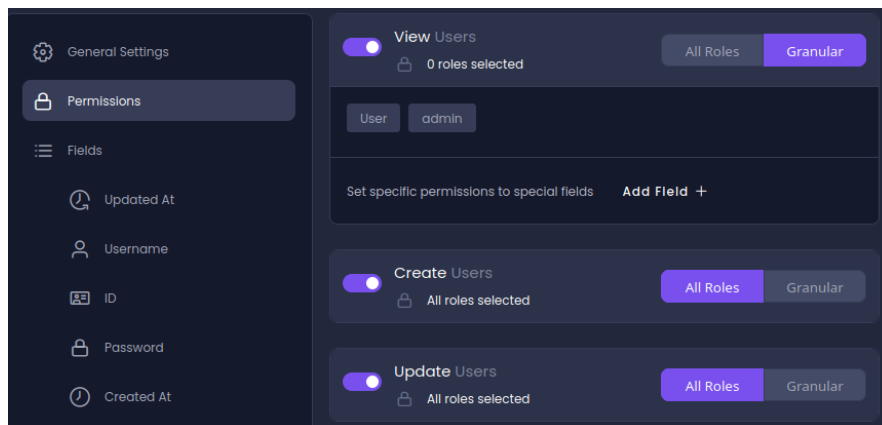 General Settings
Permissions
Fields
Updated At
Username
ID
Password
Created At
View Users
0 roles selected
All Roles
Granular
User
admin
Set specific permissions to special fields
Add Field +
Create Users
All roles selected
All Roles
Granular
Update Users
All roles selected
All Roles
Granular